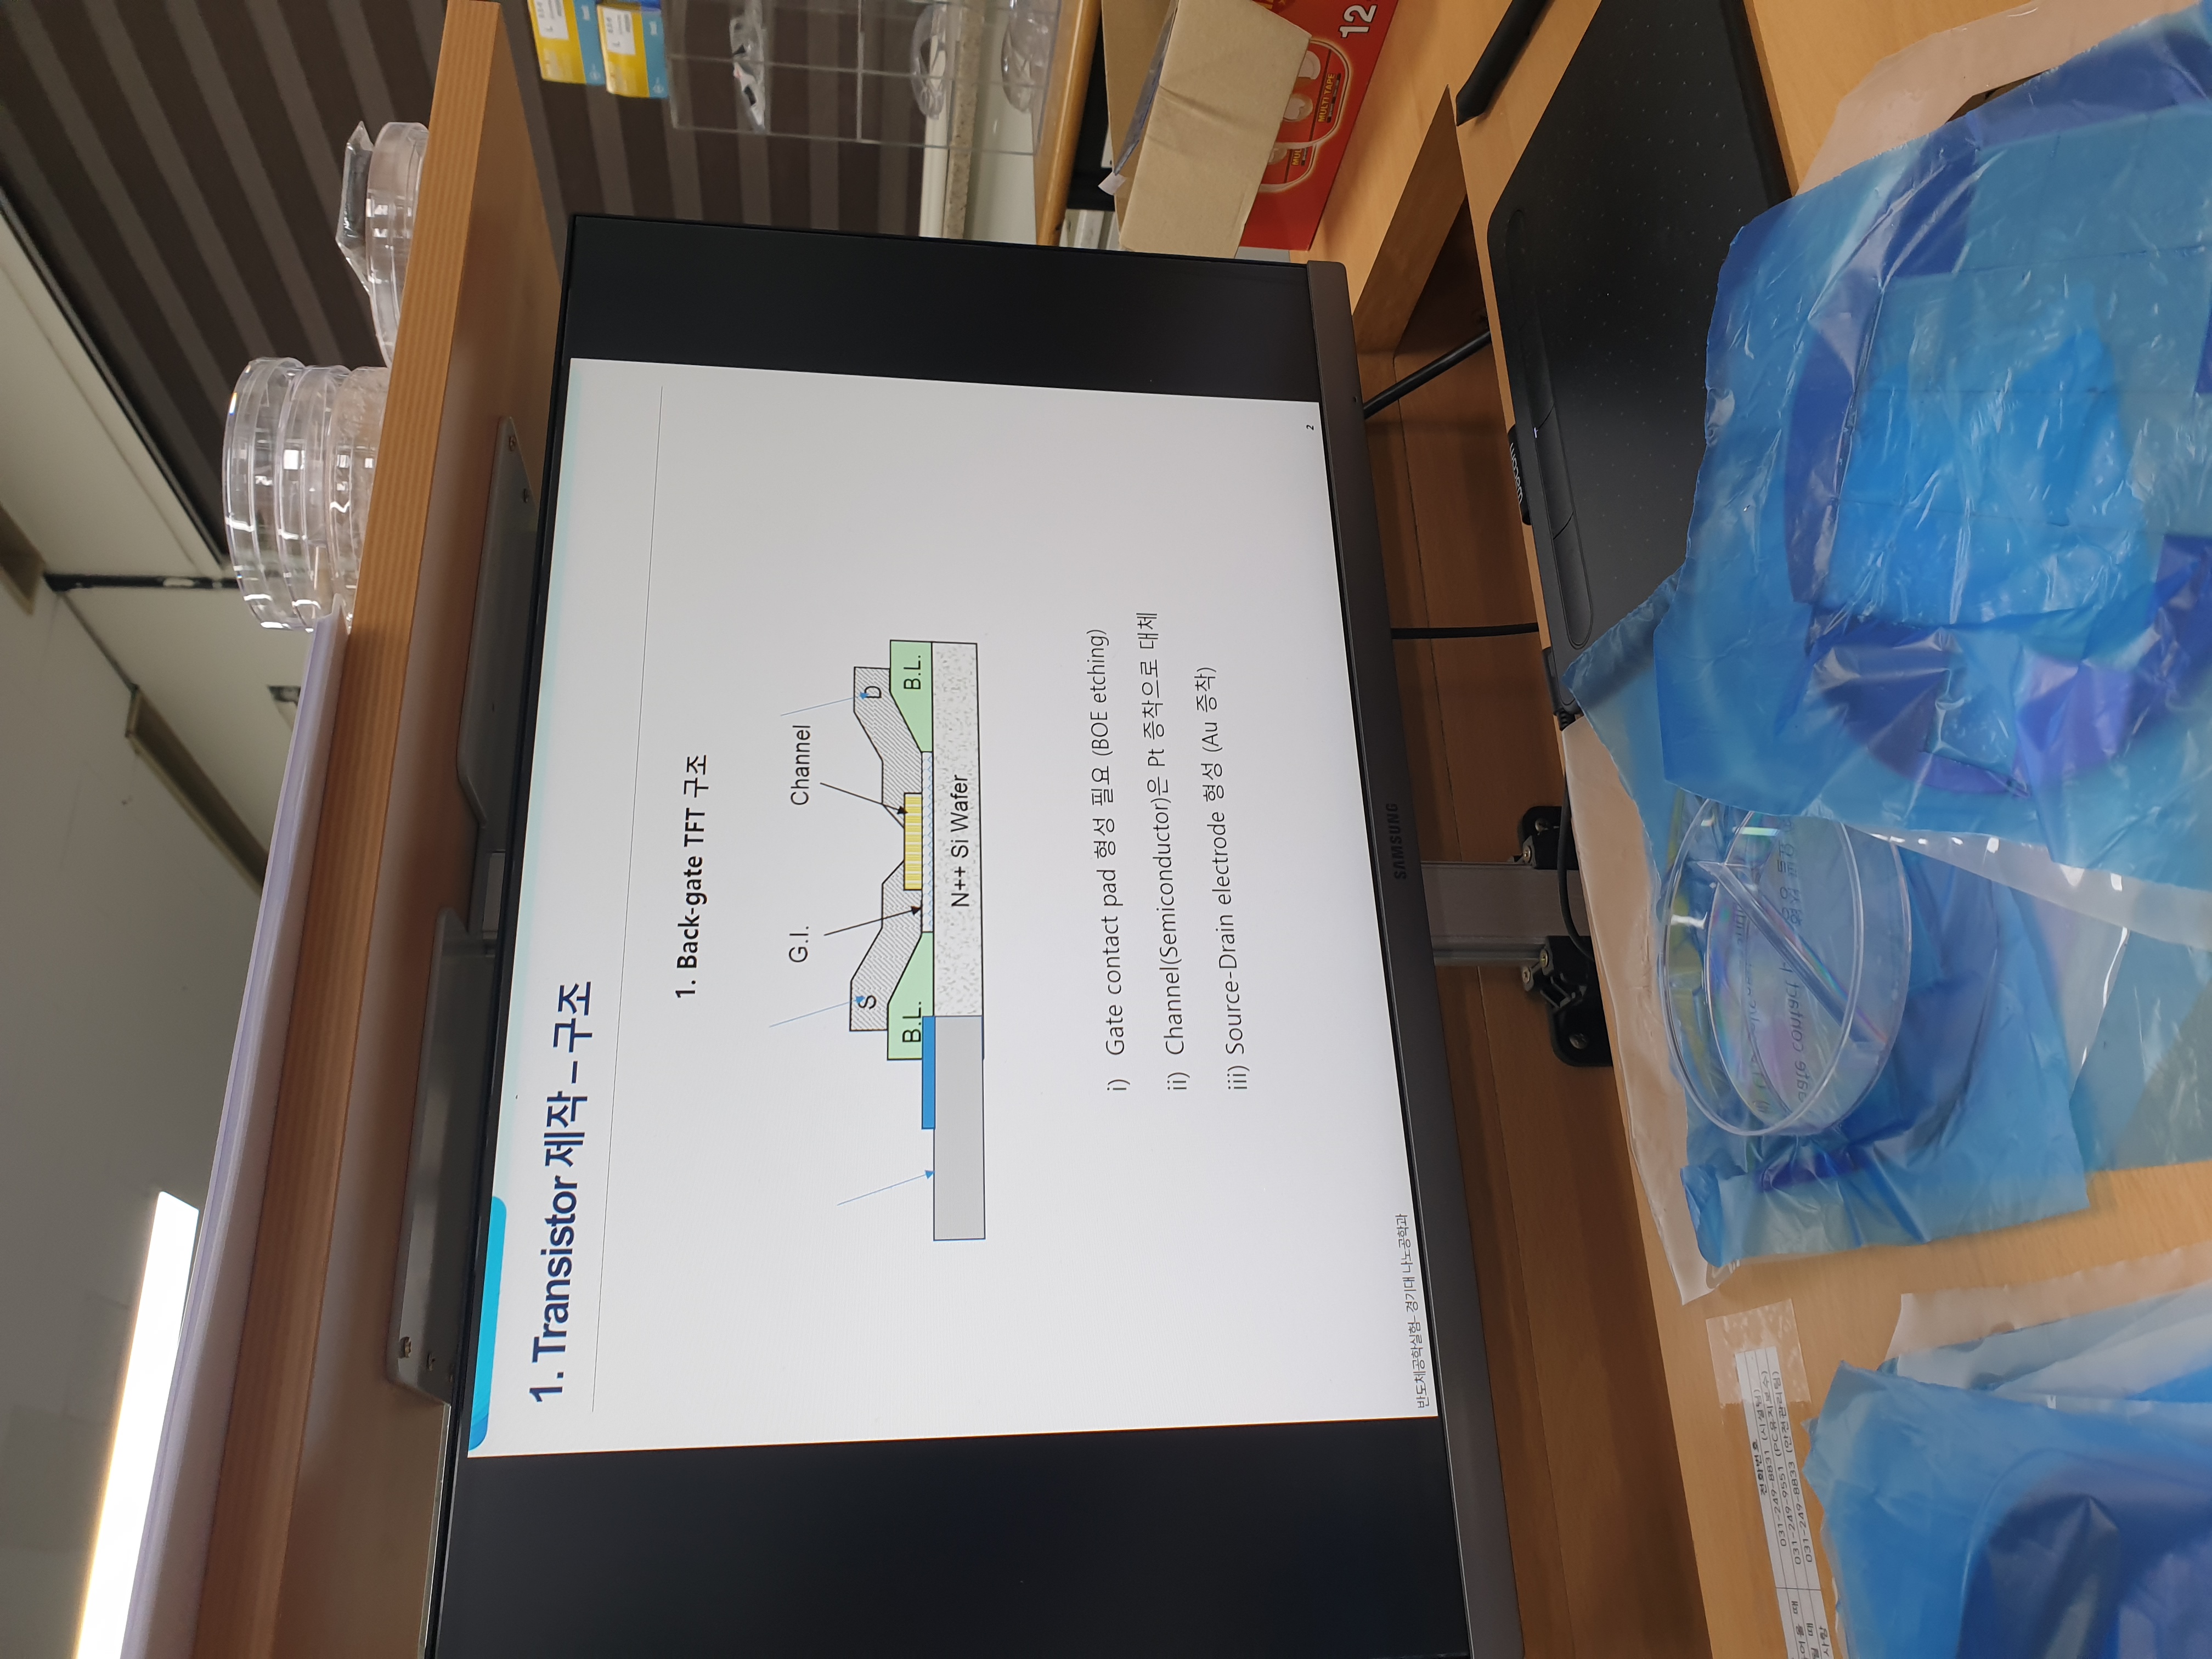 1. Transistor 제작 – 구조
1. Back-gate TFT 구조
G.I.
Channel
S
D
B.L.
B.L.
N++ Si Wafer
i) Gate contact pad 형성 필요 (BOE etching)
ii) Channel(Semiconductor)은 Pt 증착으로 대체
iii) Source-Drain electrode 형성 (Au 증착)
2
반도체공학실험– 경기대 나노공학과
SAMSUNG
MULTI TAPE
12
wacom
전화번호
031-249-8831 (시설팀)
031-249-9551 (PC유지보수)
031-249-8833 (안전관리팀)